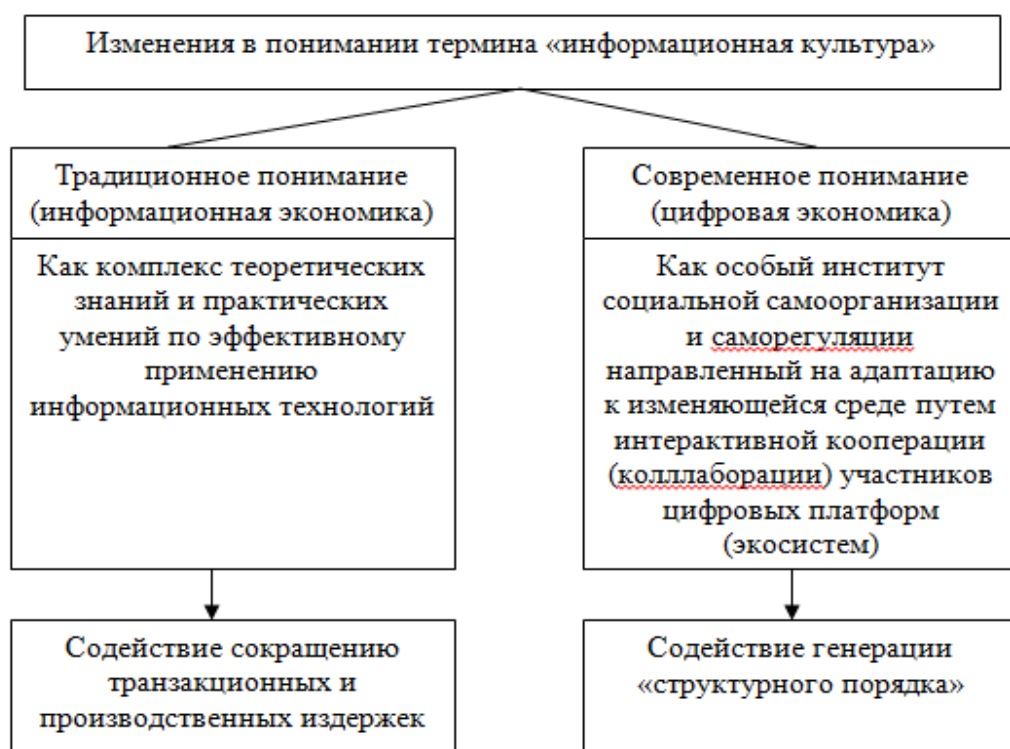 Изменения в понимании термина «информационная культура»
Традиционное понимание
(информационная экономика)
Как комплекс теоретических
знаний и практических
умений по эффективному
применению
информационных технологий
Содействие сокращению
транзакционных и
производственных издержек
Современное понимание
(цифровая экономика)
Как особый институт
социальной самоорганизации
и саморегуляции
направленный на адаптацию
к изменяющейся среде путем
интерактивной кооперации
(колллаборации) участников
цифровых платформ
(экосистем)
Содействие генерации
«структурного порядка»